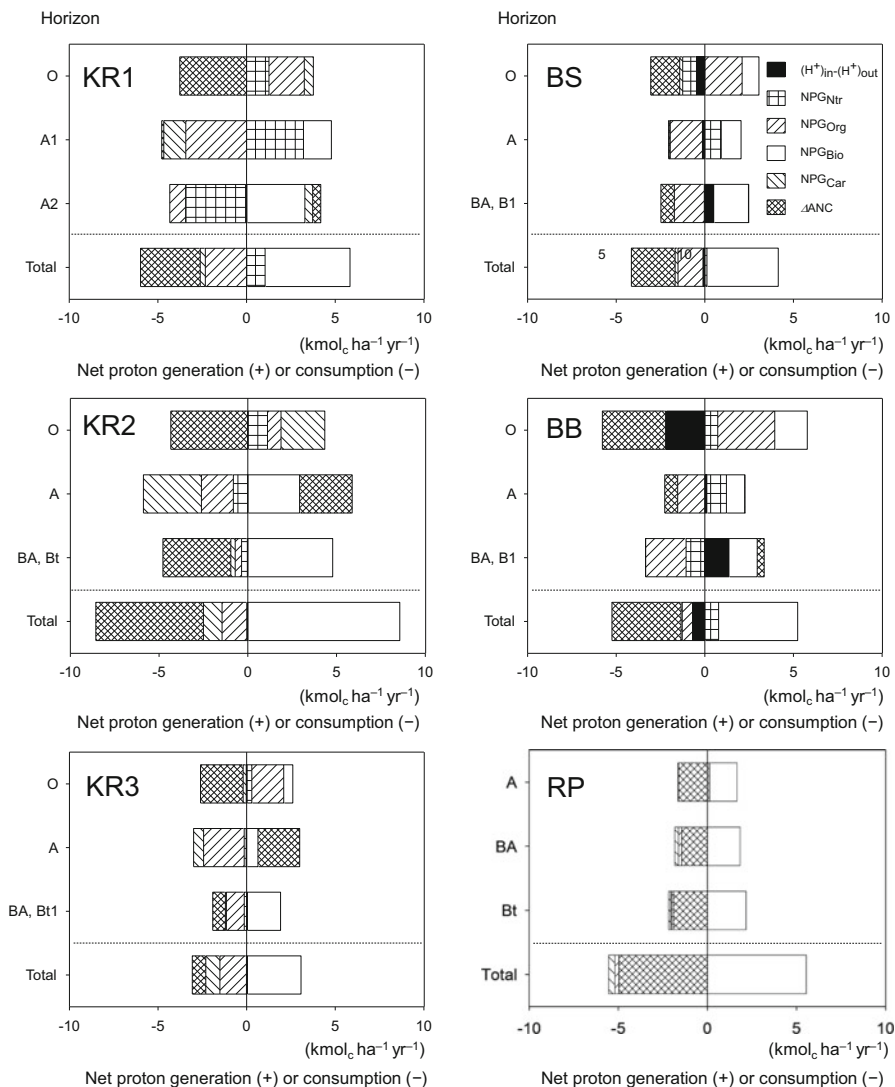 Horizon
KR1
O
A1
A2
Total
-10
-5
0
5
10
(kmolc ha−1 yr−1)
Net proton generation (+) or consumption (−)
Horizon
BS
O
A
BA, B1
Total
5
10
(H+)in-(H+)out
NPGNtr
NPGOrg
NPGBio
NPGCar
ΔANC
-10
-5
0
5
10
(kmolc ha−1 yr−1)
Net proton generation (+) or consumption (−)
KR2
O
A
BA, Bt
Total
-10
-5
0
5
10
(kmolc ha−1 yr−1)
Net proton generation (+) or consumption (−)
BB
O
A
BA, B1
Total
-10
-5
0
5
10
(kmolc ha−1 yr−1)
Net proton generation (+) or consumption (−)
KR3
O
A
BA, Bt1
Total
-10
-5
0
5
10
(kmolc ha−1 yr−1)
Net proton generation (+) or consumption (−)
RP
A
BA
Bt
Total
-10
-5
0
5
10
(kmolc ha−1 yr−1)
Net proton generation (+) or consumption (−)